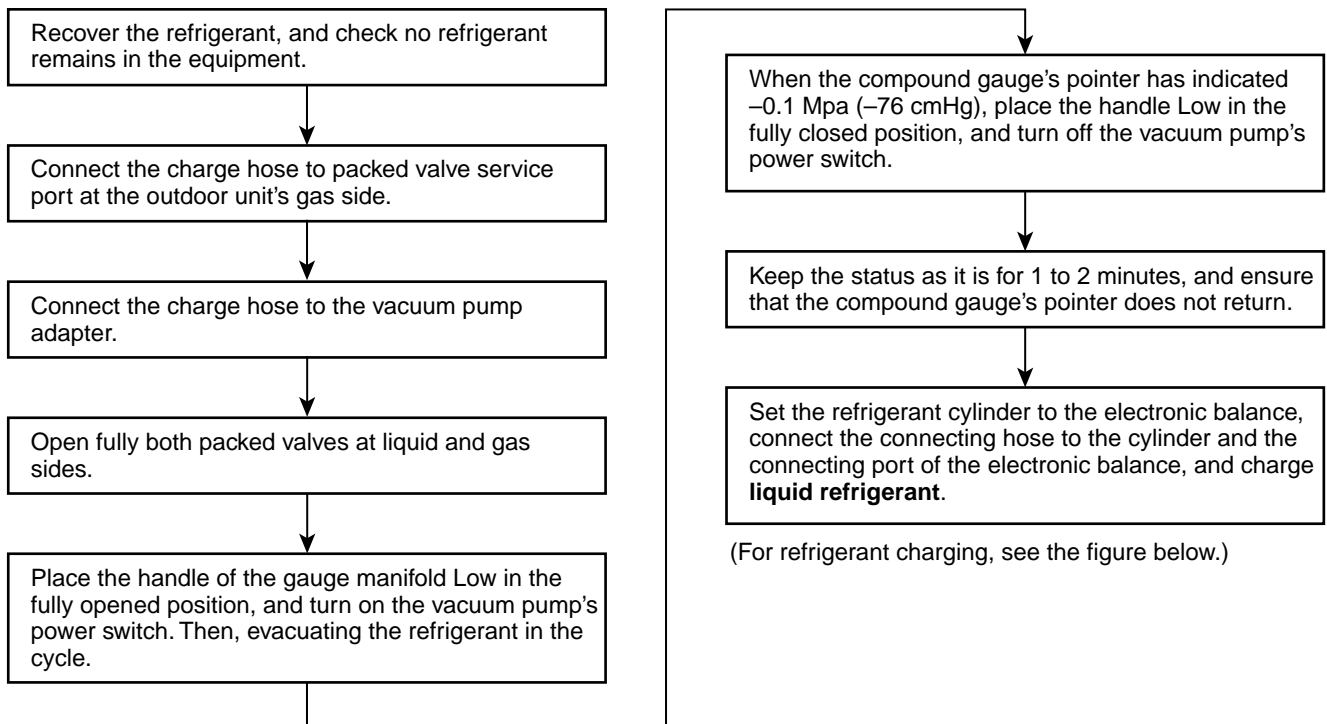 Recover the refrigerant, and check no refrigerant
remains in the equipment.
Connect the charge hose to packed valve service
port at the outdoor unit’s gas side.
Connect the charge hose to the vacuum pump
adapter.
Open fully both packed valves at liquid and gas
sides.
Place the handle of the gauge manifold Low in the
fully opened position, and turn on the vacuum pump’s
power switch. Then, evacuating the refrigerant in the
cycle.
When the compound gauge’s pointer has indicated
–0.1 Mpa (–76 cmHg), place the handle Low in the
fully closed position, and turn off the vacuum pump’s
power switch.
Keep the status as it is for 1 to 2 minutes, and ensure
that the compound gauge’s pointer does not return.
Set the refrigerant cylinder to the electronic balance,
connect the connecting hose to the cylinder and the
connecting port of the electronic balance, and charge
liquid refrigerant.
(For refrigerant charging, see the figure below.)